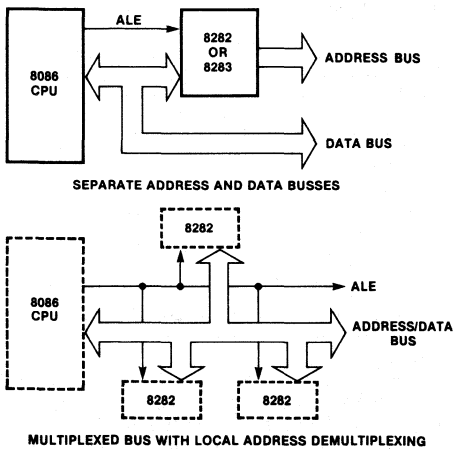 ALE
8086
CPU
8282
OR
8283
ADDRESS BUS
DATA BUS
SEPARATE ADDRESS AND DATA BUSSES
8282
8086
CPU
ALE
ADDRESS/DATA
BUS
8282
8282
MULTIPLEXED BUS WITH LOCAL ADDRESS DEMULTIPLEXING